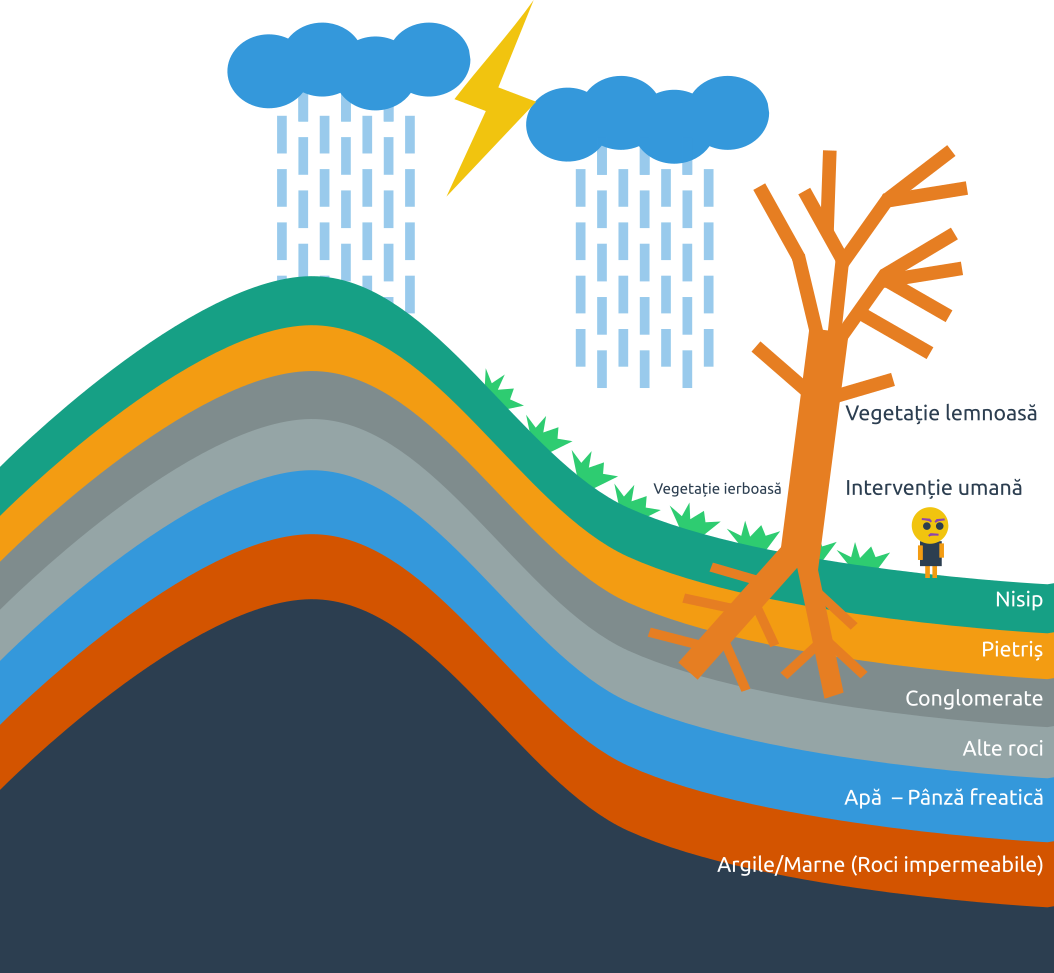 Vegetație lemnoasă
Vegetație ierboasă
Intervenție umană
Nisip
Pietriș
Conglomerate
Alte roci
Apă – Pânză freatică
Argile/Marne (Roci impermeabile)